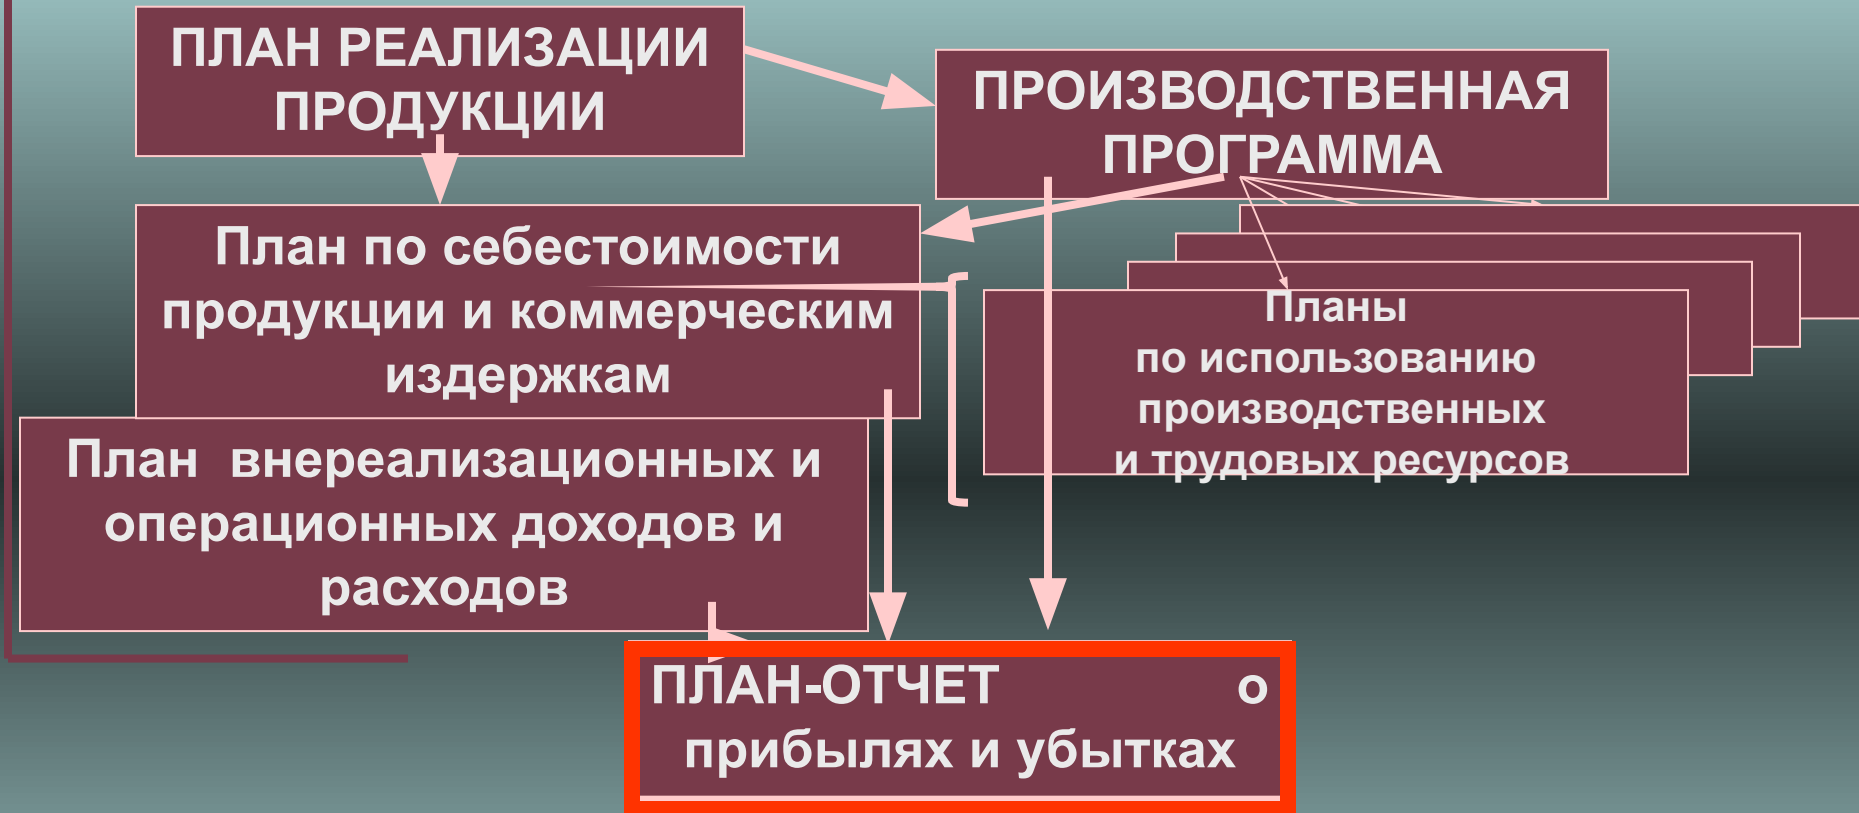 ПЛАН РЕАЛИЗАЦИИ
ПРОДУКЦИИ
ПРОИЗВОДСТВЕННАЯ
ПРОГРАММА
План по себестоимости
продукции и коммерческим
издержкам
Планы
по использованию
производственных
и трудовых ресурсов
План внереализационных и
операционных доходов и
расходов
ПЛАН-ОТЧЕТ о
прибылях и убытках